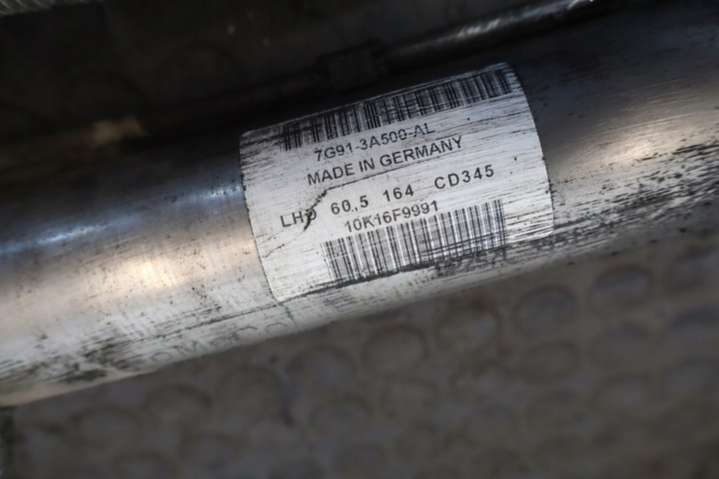 7G91-3A500-AL
MADE IN GERMANY
LHD 60.5 164 CD345
10K16F9991